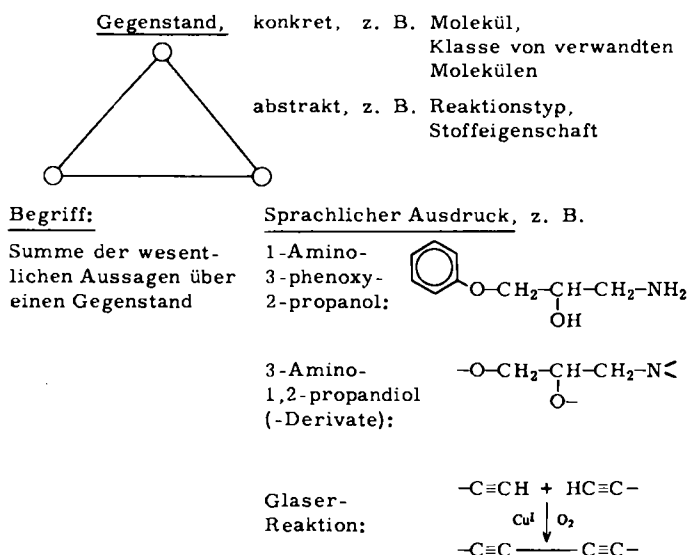 Gegenstand, konkret, z. B. Molekül,
Klasse von verwandten
Molekülen
abstrakt, z. B. Reaktionstyp,
Stoffeigenschaft
Begriff:
Summe der wesent-
lichen Aussagen über
einen Gegenstand
Sprachlicher Ausdruck, z. B.
1-Amino-
3-phenoxy-
2-propanol:
O-CH₂-CH-CH₂-NH₂
OH
3-Amino-
1,2-propandiol
(-Derivate):
-O-CH₂-CH-CH₂-N<
O-
Glaser-
Reaktion:
-C≡CH + HC≡C-
Cuᴵ O₂
-C≡C—C≡C-